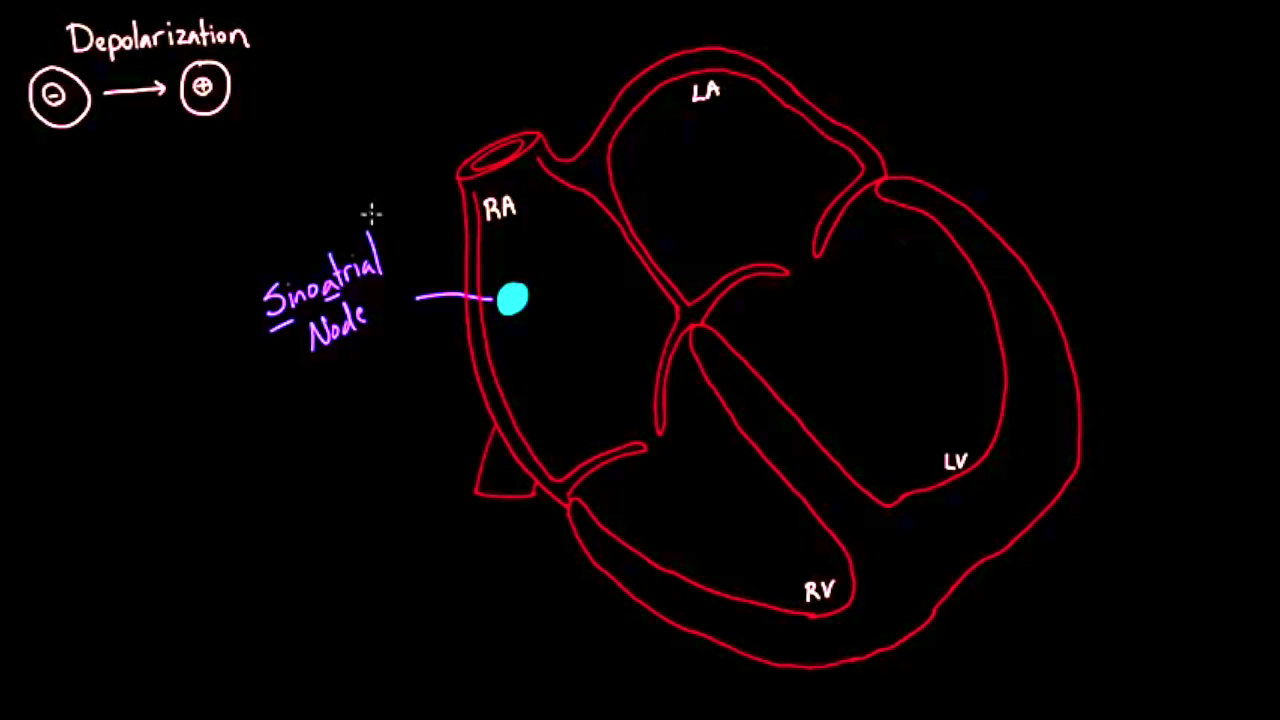 Depolarization
- → +
LA
RA
Sinoatrial
Node
LV
RV